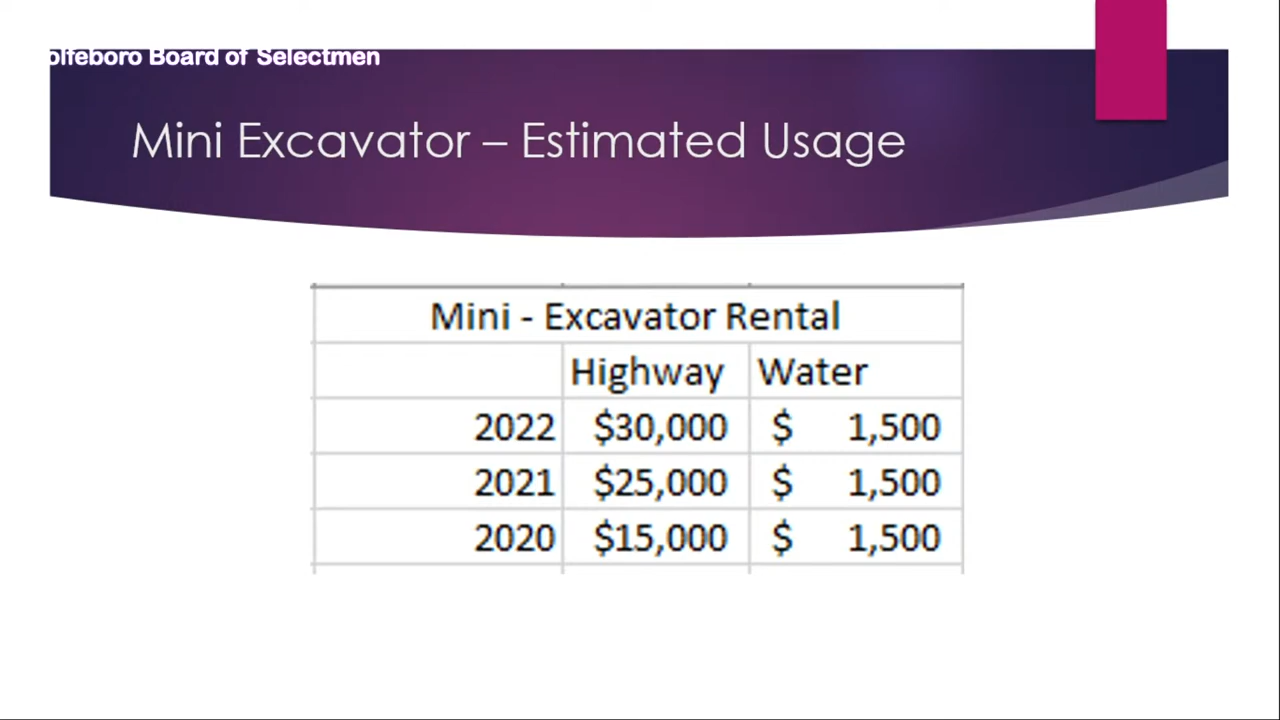 olfeboro Board of Selectmen
Mini Excavator – Estimated Usage
Mini - Excavator Rental
Highway Water
2022 $30,000 $ 1,500
2021 $25,000 $ 1,500
2020 $15,000 $ 1,500